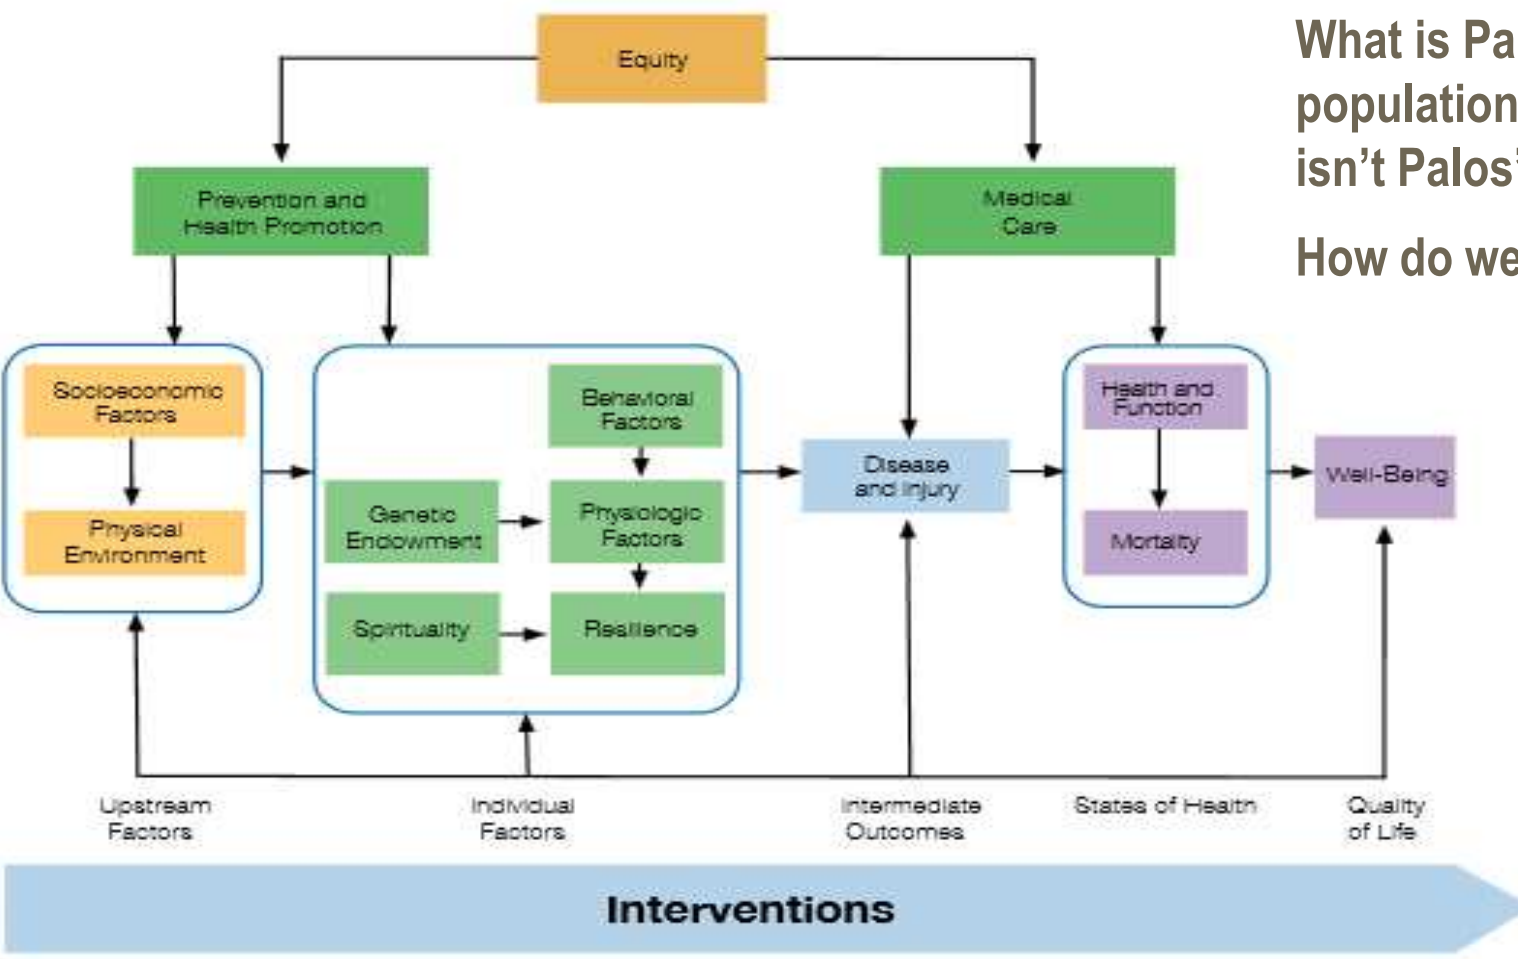 Equity
What is Pa
population
isn't Palos'
How do we
Prevention and
Health Promotion
Medical
Care
Socioeconomic
Factors
Physical
Environment
Behavioral
Factors
Genetic
Endowment
Physiologic
Factors
Spirituality
Resilience
Disease
and Injury
Health and
Function
Mortality
Well-Being
Upstream
Factors
Individual
Factors
Intermediate
Outcomes
States of Health
Quality
of Life
Interventions